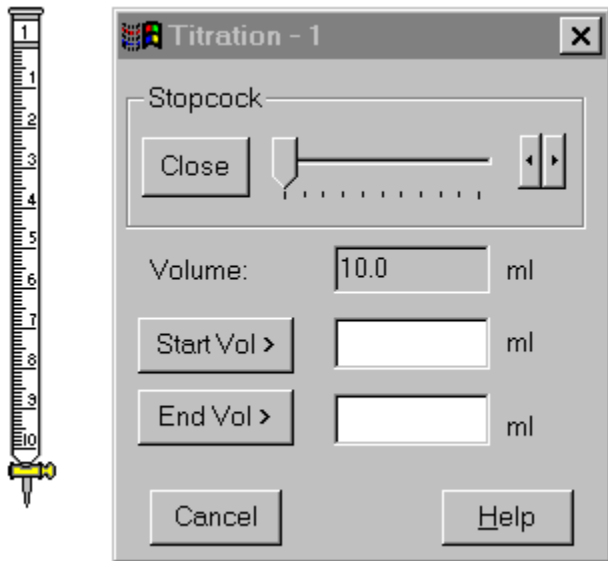 1
1
2
3
4
5
6
7
8
9
10
Titration - 1
Stopcock
Close
Volume: 10.0 ml
Start Vol > ml
End Vol > ml
Cancel Help